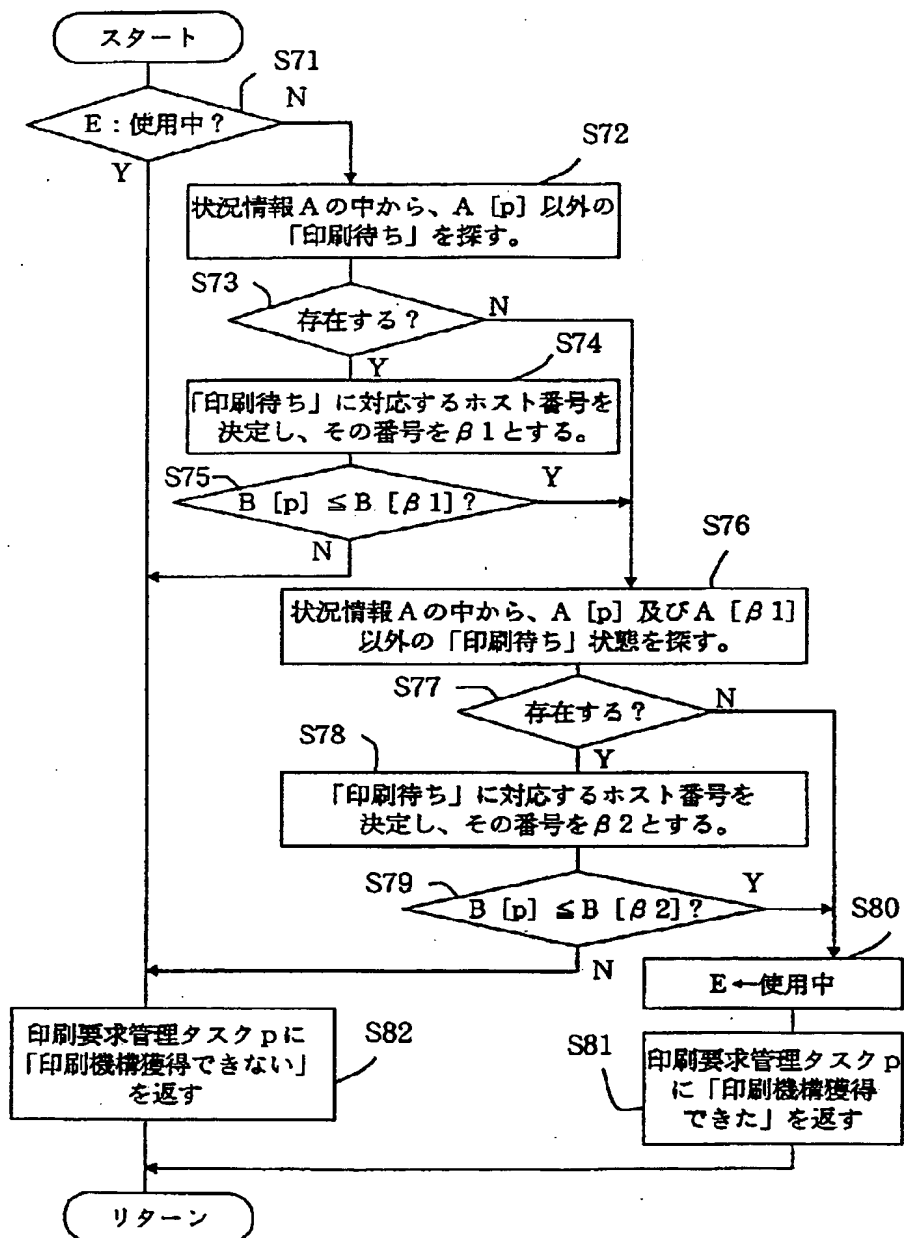 スタート
S71
E：使用中？
N
Y
S72
状況情報Aの中から、A［p］以外の
「印刷待ち」を探す。
S73
存在する？
N
Y
S74
「印刷待ち」に対応するホスト番号を
決定し、その番号をβ1とする。
S75
B［p］≦B［β1］？
Y
N
S76
状況情報Aの中から、A［p］及びA［β1］
以外の「印刷待ち」状態を探す。
S77
存在する？
N
Y
S78
「印刷待ち」に対応するホスト番号を
決定し、その番号をβ2とする。
S79
B［p］≦B［β2］？
Y
N
S80
E←使用中
S82
印刷要求管理タスクpに
「印刷機構獲得できない」
を返す
S81
印刷要求管理タスクp
に「印刷機構獲得
できた」を返す
リターン